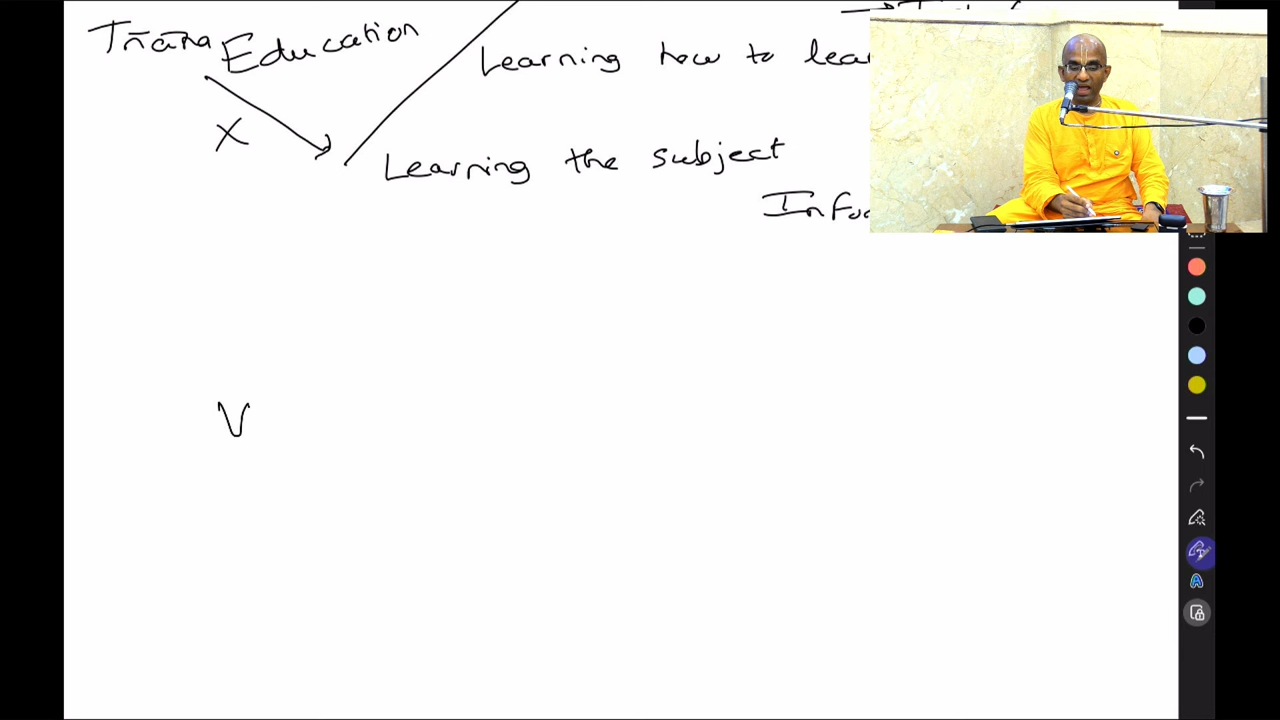 Jñāna Education
Learning how to lea
X
Learning the subject
Info
V